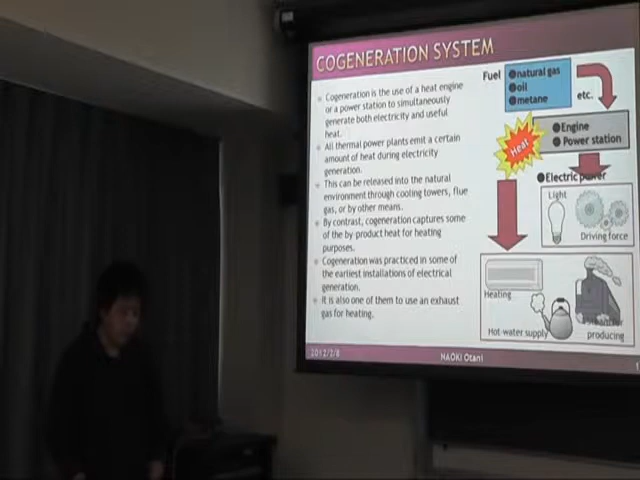 COGENERATION SYSTEM
Cogeneration is the use of a heat engine
or a power station to simultaneously
generate both electricity and useful
heat.
All thermal power plants emit a certain
amount of heat during electricity
generation.
This can be released into the natural
environment through cooling towers, flue
gas, or by other means.
By contrast, cogeneration captures some
of the by-product heat for heating
purposes.
Cogeneration was practiced in some of
the earliest installations of electrical
generation.
It is also one of them to use an exhaust
gas for heating.
Fuel
●natural gas
●oil
●metane
etc.
●Engine
●Power station
Heat
●Electric power
Light
Driving force
Heating
Hot-water supply
producing
2012/2/8
NAOKI Otani